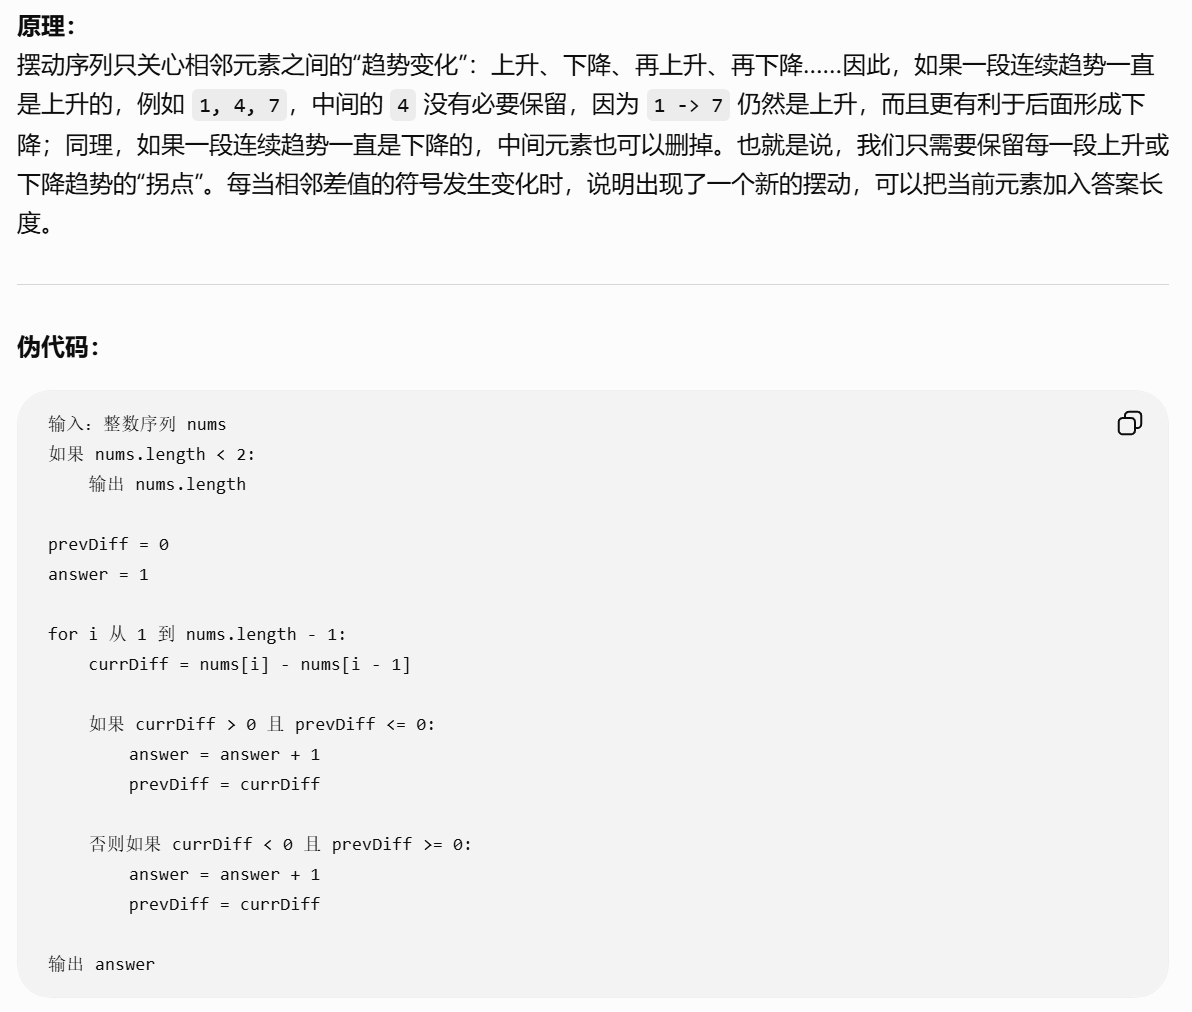 原理：
摆动序列只关心相邻元素之间的“趋势变化”：上升、下降、再上升、再下降……因此，如果一段连续趋势一直
是上升的，例如 1, 4, 7，中间的 4 没有必要保留，因为 1 -> 7 仍然是上升，而且更有利于后面形成下
降；同理，如果一段连续趋势一直是下降的，中间元素也可以删掉。也就是说，我们只需要保留每一段上升或
下降趋势的“拐点”。每当相邻差值的符号发生变化时，说明出现了一个新的摆动，可以把当前元素加入答案长
度。
伪代码：
输入：整数序列 nums
如果 nums.length < 2:
    输出 nums.length
prevDiff = 0
answer = 1
for i 从 1 到 nums.length - 1:
    currDiff = nums[i] - nums[i - 1]
    如果 currDiff > 0 且 prevDiff <= 0:
        answer = answer + 1
        prevDiff = currDiff
    否则如果 currDiff < 0 且 prevDiff >= 0:
        answer = answer + 1
        prevDiff = currDiff
输出 answer